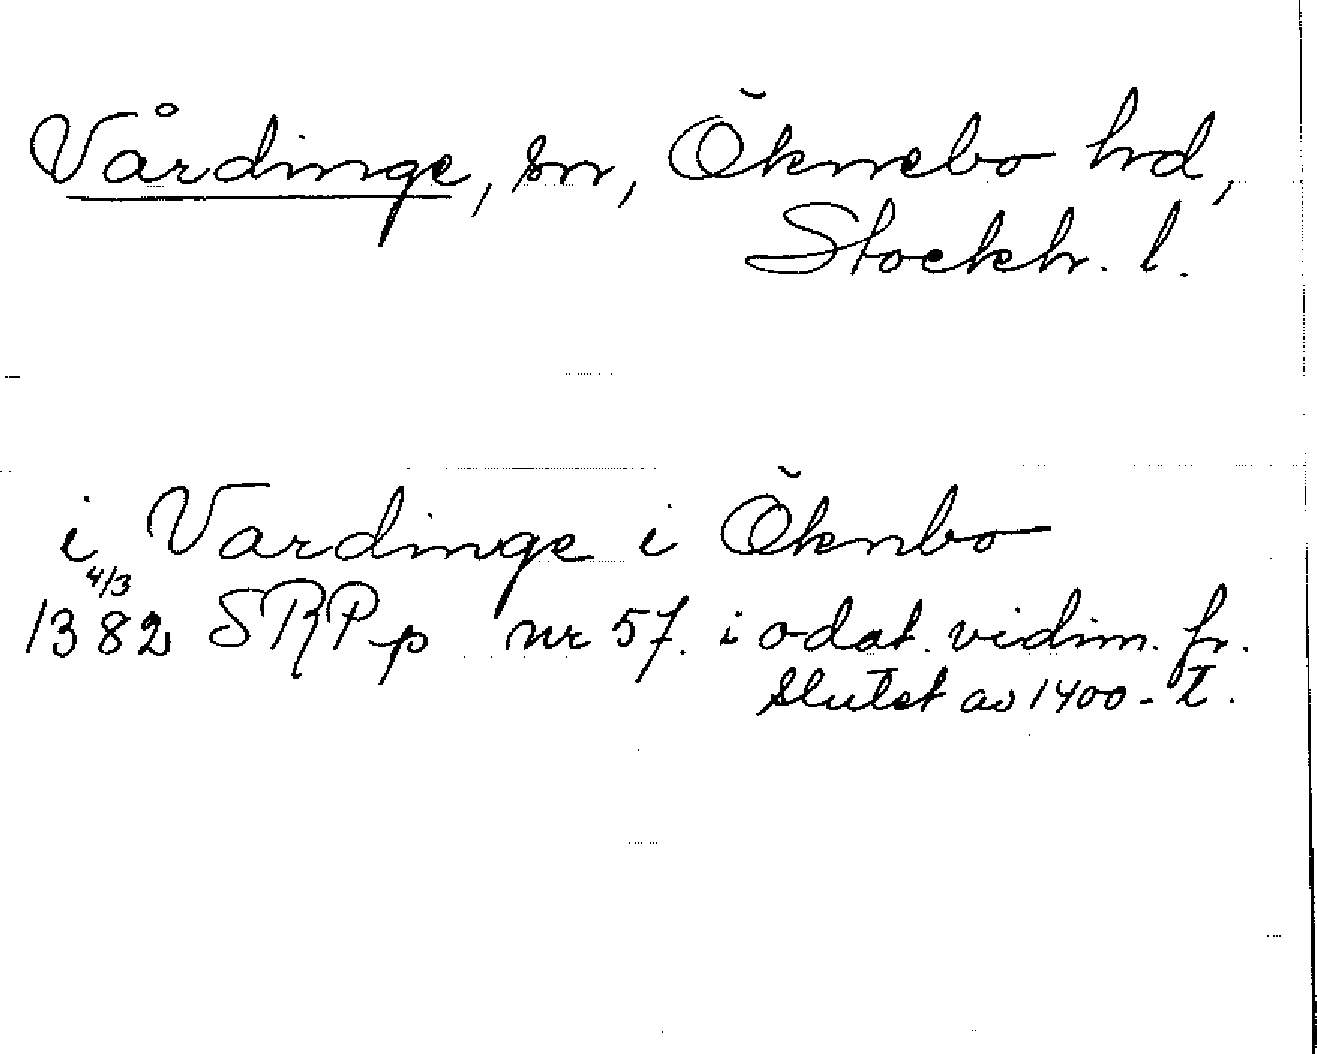 Vårdinge, sn, Öknebo hd,
Stockh. l.
i Vardinge i Öknbo
4/3
1382 SRPp nr 57. i odat. vidim. fr.
slutet av 1400-t.